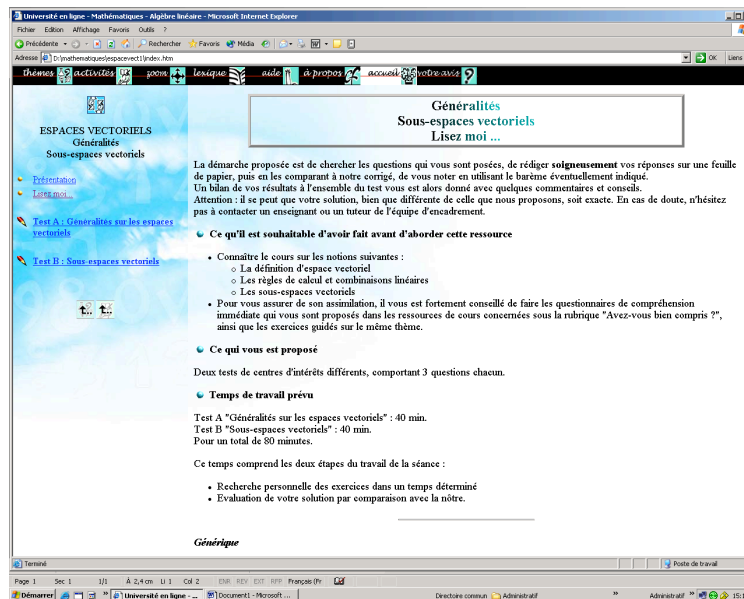 Université en ligne - Mathématiques - Algèbre linéaire - Microsoft Internet Explorer
Fichier Edition Affichage Favoris Outils ?
Précédente Rechercher Favoris Média
Adresse D:\mathematiques\espacevect1\index.htm OK Liens
thèmes activités zoom lexique aide à propos accueil votre avis
ESPACES VECTORIELS
Généralités
Sous-espaces vectoriels
Présentation
Lisez moi...
Test A : Généralités sur les espaces
vectoriels
Test B : Sous-espaces vectoriels
Généralités
Sous-espaces vectoriels
Lisez moi ...
La démarche proposée est de chercher les questions qui vous sont posées, de rédiger soigneusement vos réponses sur une feuille
de papier, puis en les comparant à notre corrigé, de vous noter en utilisant le barème éventuellement indiqué.
Un bilan de vos résultats à l'ensemble du test vous est alors donné avec quelques commentaires et conseils.
Attention : il se peut que votre solution, bien que différente de celle que nous proposons, soit exacte. En cas de doute, n'hésitez
pas à contacter un enseignant ou un tuteur de l'équipe d'encadrement.
Ce qu'il est souhaitable d'avoir fait avant d'aborder cette ressource
Connaître le cours sur les notions suivantes :
La définition d'espace vectoriel
Les règles de calcul et combinaisons linéaires
Les sous-espaces vectoriels
Pour vous assurer de son assimilation, il vous est fortement conseillé de faire les questionnaires de compréhension
immédiate qui vous sont proposés dans les ressources de cours concernées sous la rubrique "Avez-vous bien compris ?",
ainsi que les exercices guidés sur le même thème.
Ce qui vous est proposé
Deux tests de centres d'intérêts différents, comportant 3 questions chacun.
Temps de travail prévu
Test A "Généralités sur les espaces vectoriels" : 40 min.
Test B "Sous-espaces vectoriels" : 40 min.
Pour un total de 80 minutes.
Ce temps comprend les deux étapes du travail de la séance :
Recherche personnelle des exercices dans un temps déterminé
Evaluation de votre solution par comparaison avec la nôtre.
Générique
Terminé Poste de travail
Page 1 Sec 1 1/1 À 2,4 cm Li 1 Col 2 ENR REV EXT RFP Français (Fr
Démarrer » Université en ligne - ... Document1 - Microsoft ... Directoire commun Administratif » Administratif »